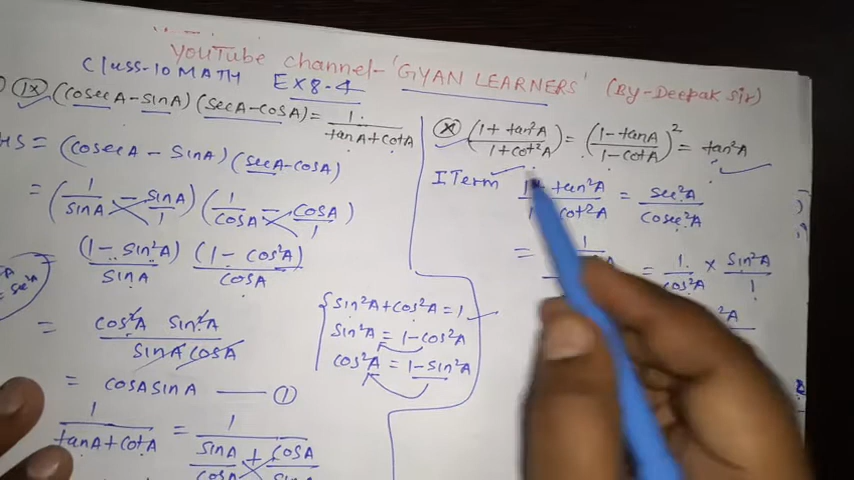 YouTube channel- 'GYAN LEARNERS' (By-Deepak Sir)
Class-10 MATH EX 8-4
(ix) (cosecA - sinA) (secA - cosA) = 1 / tanA + cotA
HS = (cosecA - sinA) (secA - cosA)
= (1/sinA - sinA/1) (1/cosA - cosA/1)
= (1 - sin²A)/sinA (1 - cos²A)/cosA
= cos²A sin²A / sinA cosA
= cosA sinA — ①
1 / tanA + cotA = 1 / sinA/cosA + cosA
{ sin²A + cos²A = 1
sin²A = 1 - cos²A
cos²A = 1 - sin²A
(x) (1 + tan²A / 1 + cot²A) = (1 - tanA / 1 - cotA)² = tan²A
I Term tan²A / cot²A = sec²A / cosec²A
= 1 = 1/cos²A × sin²A/1